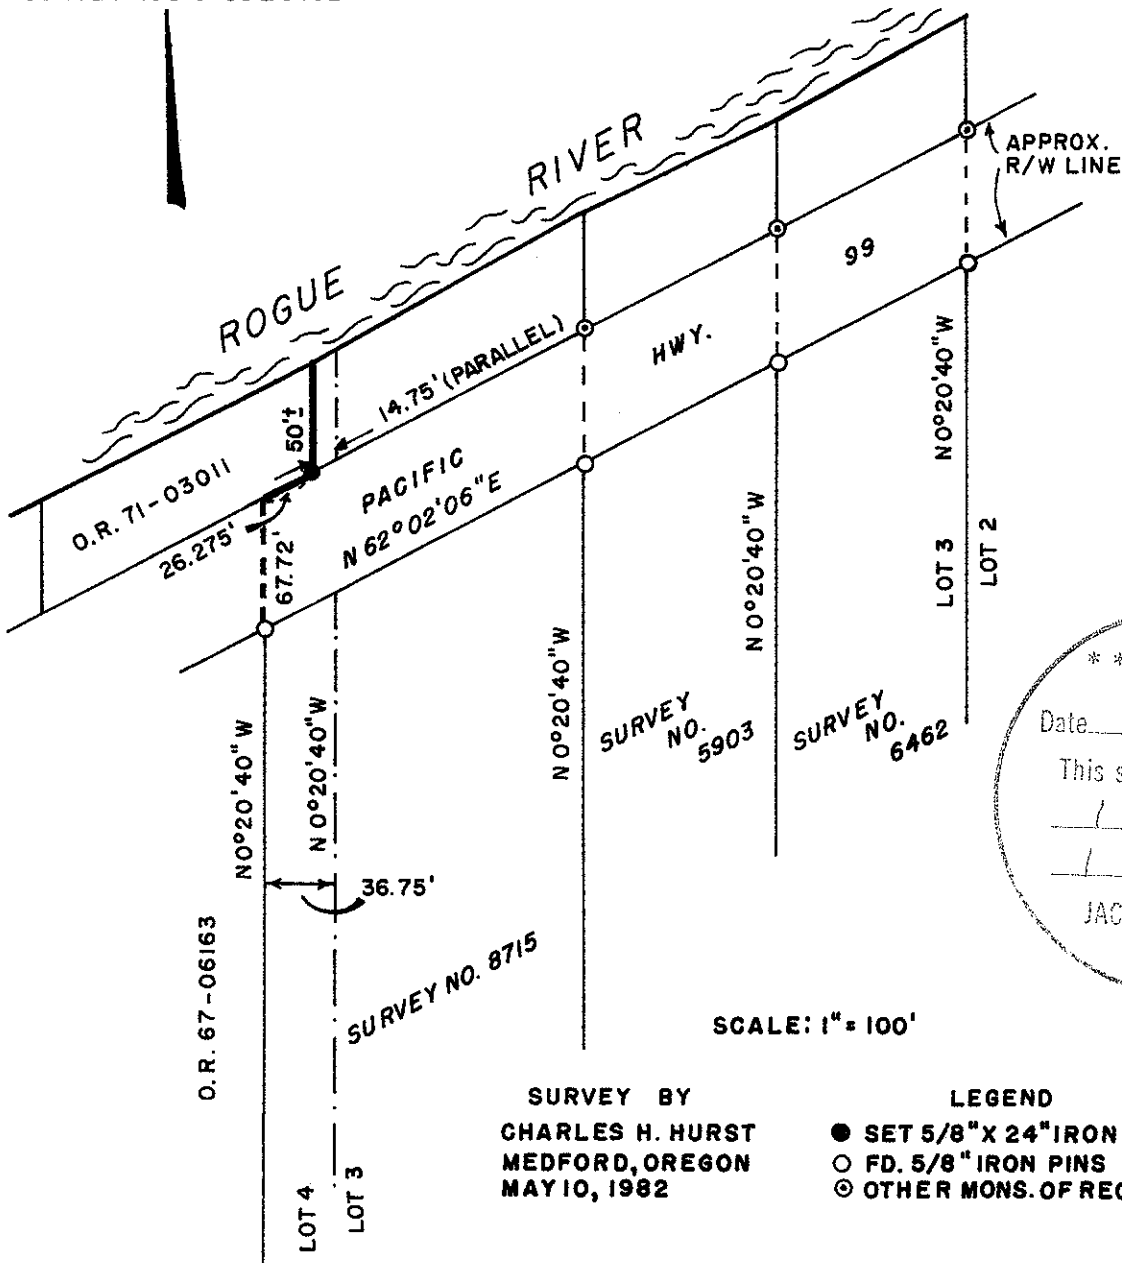 ROGUE RIVER
APPROX.
R/W LINE
99
HWY.
14.75' (PARALLEL)
50'±
PACIFIC
N 62°02'06"E
O.R. 71-03011
26.275'
67.72'
N0°20'40"W
N0°20'40"W
N0°20'40"W
N0°20'40"W
N0°20'40"W
LOT 3
LOT 2
SURVEY
NO.
5903
SURVEY
NO.
6462
Date
This s
JAC
36.75'
O.R. 67-06163
SURVEY NO. 8715
LOT 4
LOT 3
SCALE: 1"= 100'
SURVEY BY
CHARLES H. HURST
MEDFORD, OREGON
MAY 10, 1982
LEGEND
SET 5/8"X 24" IRON
FD. 5/8" IRON PINS
OTHER MONS. OF REC